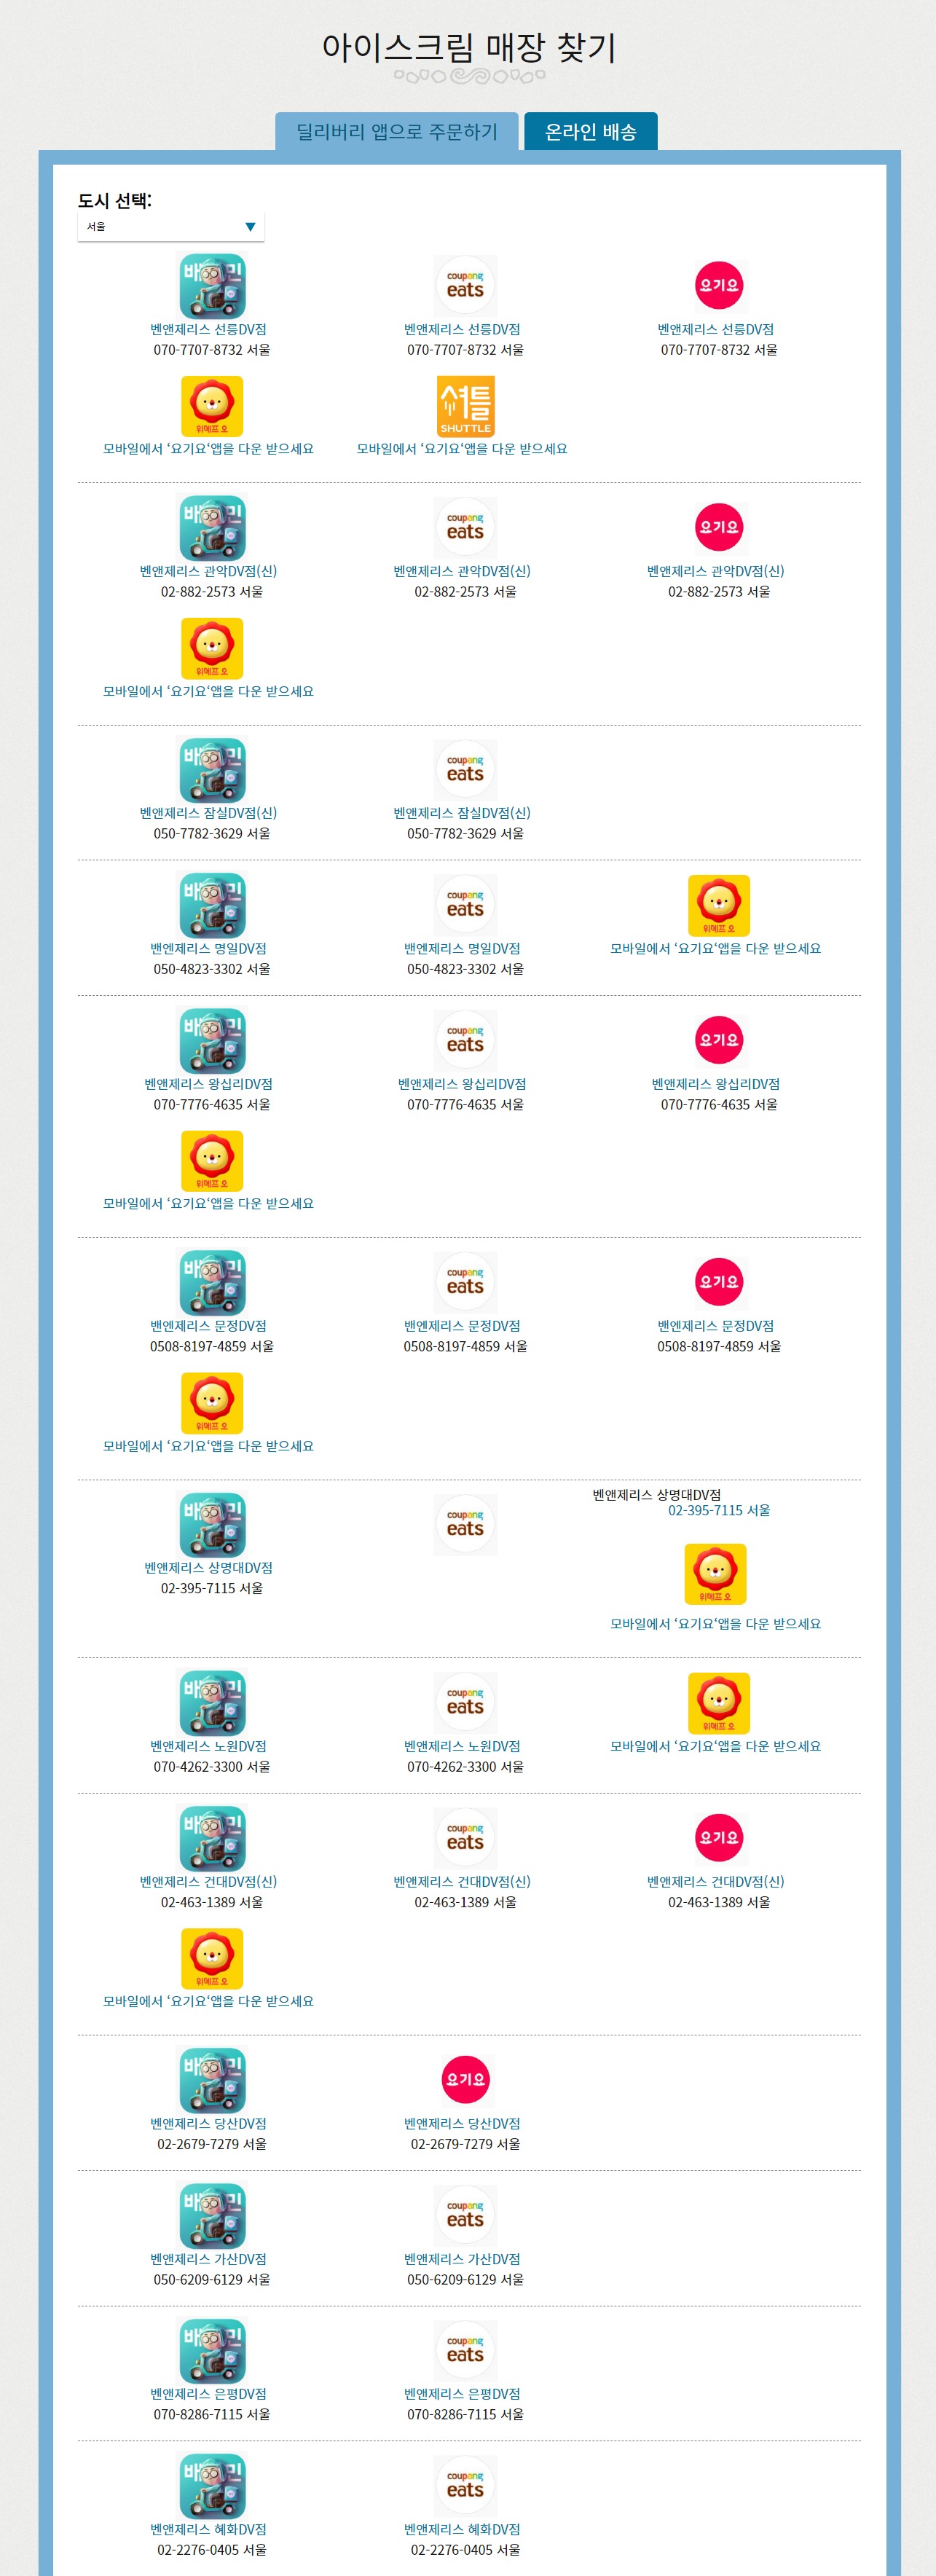 아이스크림 매장 찾기
딜리버리 앱으로 주문하기 온라인 배송
도시 선택:
서울
배민 coupang eats 요기요
벤앤제리스 선릉DV점 벤앤제리스 선릉DV점 벤앤제리스 선릉DV점
070-7707-8732 서울 070-7707-8732 서울 070-7707-8732 서울
위메프 오 셔틀 SHUTTLE
모바일에서 ‘요기요‘앱을 다운 받으세요 모바일에서 ‘요기요‘앱을 다운 받으세요
배민 coupang eats 요기요
벤앤제리스 관악DV점(신) 벤앤제리스 관악DV점(신) 벤앤제리스 관악DV점(신)
02-882-2573 서울 02-882-2573 서울 02-882-2573 서울
위메프 오
모바일에서 ‘요기요‘앱을 다운 받으세요
배민 coupang eats
벤앤제리스 잠실DV점(신) 벤앤제리스 잠실DV점(신)
050-7782-3629 서울 050-7782-3629 서울
배민 coupang eats 위메프 오
밴엔제리스 명일DV점 밴엔제리스 명일DV점 모바일에서 ‘요기요‘앱을 다운 받으세요
050-4823-3302 서울 050-4823-3302 서울
배민 coupang eats 요기요
벤앤제리스 왕십리DV점 벤앤제리스 왕십리DV점 벤앤제리스 왕십리DV점
070-7776-4635 서울 070-7776-4635 서울 070-7776-4635 서울
위메프 오
모바일에서 ‘요기요‘앱을 다운 받으세요
배민 coupang eats 요기요
밴엔제리스 문정DV점 밴엔제리스 문정DV점 밴엔제리스 문정DV점
0508-8197-4859 서울 0508-8197-4859 서울 0508-8197-4859 서울
위메프 오
모바일에서 ‘요기요‘앱을 다운 받으세요
배민 coupang eats 벤앤제리스 상명대DV점
02-395-7115 서울
벤앤제리스 상명대DV점 위메프 오
02-395-7115 서울
모바일에서 ‘요기요‘앱을 다운 받으세요
배민 coupang eats 위메프 오
벤앤제리스 노원DV점 벤앤제리스 노원DV점 모바일에서 ‘요기요‘앱을 다운 받으세요
070-4262-3300 서울 070-4262-3300 서울
배민 coupang eats 요기요
벤앤제리스 건대DV점(신) 벤앤제리스 건대DV점(신) 벤앤제리스 건대DV점(신)
02-463-1389 서울 02-463-1389 서울 02-463-1389 서울
위메프 오
모바일에서 ‘요기요‘앱을 다운 받으세요
배민 요기요
벤앤제리스 당산DV점 벤앤제리스 당산DV점
02-2679-7279 서울 02-2679-7279 서울
배민 coupang eats
벤앤제리스 가산DV점 벤앤제리스 가산DV점
050-6209-6129 서울 050-6209-6129 서울
배민 coupang eats
벤앤제리스 은평DV점 벤앤제리스 은평DV점
070-8286-7115 서울 070-8286-7115 서울
배민 coupang eats
벤앤제리스 혜화DV점 벤앤제리스 혜화DV점
02-2276-0405 서울 02-2276-0405 서울